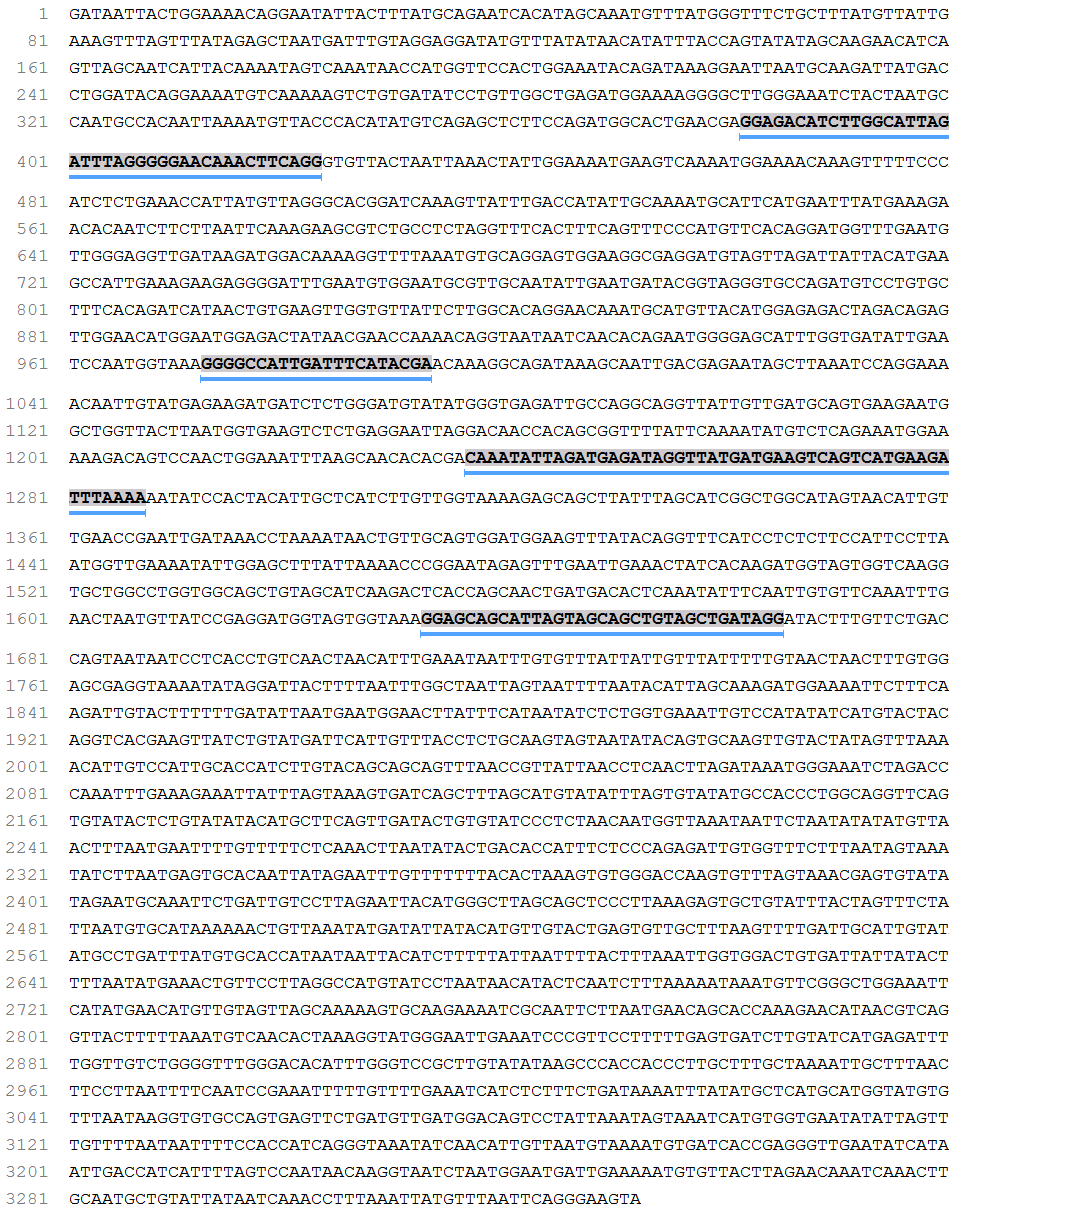 1 GATAATTACTGGAAAACAGGAATATTACTTTATGCAGAATCACATAGCAAATGTTTATGGGTTTCTGCTTTATGTTATTG
81 AAAGTTTAGTTTATAGAGCTAATGATTTGTAGGAGGATATGTTTATATAACATATTTACCAGTATATAGCAAGAACATCA
161 GTTAGCAATCATTACAAAATAGTCAAATAACCATGGTTCCACTGGAAATACAGATAAAGGAATTAATGCAAGATTATGAC
241 CTGGATACAGGAAAATGTCAAAAAGTCTGTGATATCCTGTTGGCTGAGATGGAAAAGGGGCTTGGGAAATCTACTAATGC
321 CAATGCCACAATTAAAATGTTACCCACATATGTCAGAGCTCTTCCAGATGGCACTGAACGAGGAGACATCTTGGCATTAG
401 ATTTAGGGGGAACAAACTTCAGGGTGTTACTAATTAAACTATTGGAAAATGAAGTCAAAATGGAAAACAAAGTTTTTCCC
481 ATCTCTGAAACCATTATGTTAGGGCACGGATCAAAGTTATTTGACCATATTGCAAAATGCATTCATGAATTTATGAAAGA
561 ACACAATCTTCTTAATTCAAAGAAGCGTCTGCCTCTAGGTTTCACTTTCAGTTTCCCATGTTCACAGGATGGTTTGAATG
641 TTGGGAGGTTGATAAGATGGACAAAAGGTTTTAAATGTGCAGGAGTGGAAGGCGAGGATGTAGTTAGATTATTACATGAA
721 GCCATTGAAAGAAGAGGGGATTTGAATGTGGAATGCGTTGCAATATTGAATGATACGGTAGGGTGCCAGATGTCCTGTGC
801 TTTCACAGATCATAACTGTGAAGTTGGTGTTATTCTTGGCACAGGAACAAATGCATGTTACATGGAGAGACTAGACAGAG
881 TTGGAACATGGAATGGAGACTATAACGAACCAAAACAGGTAATAATCAACACAGAATGGGGAGCATTTGGTGATATTGAA
961 TCCAATGGTAAAGGGGCCATTGATTTCATACGAACAAAGGCAGATAAAGCAATTGACGAGAATAGCTTAAATCCAGGAAA
1041 ACAATTGTATGAGAAGATGATCTCTGGGATGTATATGGGTGAGATTGCCAGGCAGGTTATTGTTGATGCAGTGAAGAATG
1121 GCTGGTTACTTAATGGTGAAGTCTCTGAGGAATTAGGACAACCACAGCGGTTTTATTCAAAATATGTCTCAGAAATGGAA
1201 AAAGACAGTCCAACTGGAAATTTAAGCAACACACGACAAATATTAGATGAGATAGGTTATGATGAAGTCAGTCATGAAGA
1281 TTTAAAAAATATCCACTACATTGCTCATCTTGTTGGTAAAAGAGCAGCTTATTTAGCATCGGCTGGCATAGTAACATTGT
1361 TGAACCGAATTGATAAACCTAAAATAACTGTTGCAGTGGATGGAAGTTTATACAGGTTTCATCCTCTCTTCCATTCCTTA
1441 ATGGTTGAAAATATTGGAGCTTTATTAAAACCCGGAATAGAGTTTGAATTGAAACTATCACAAGATGGTAGTGGTCAAGG
1521 TGCTGGCCTGGTGGCAGCTGTAGCATCAAGACTCACCAGCAACTGATGACACTCAAATATTTCAATTGTGTTCAAATTTG
1601 AACTAATGTTATCCGAGGATGGTAGTGGTAAAGGAGCAGCATTAGTAGCAGCTGTAGCTGATAGGATACTTTGTTCTGAC
1681 CAGTAATAATCCTCACCTGTCAACTAACATTTGAAATAATTTGTGTTTATTATTGTTTATTTTTGTAACTAACTTTGTGG
1761 AGCGAGGTAAAATATAGGATTACTTTTAATTTGGCTAATTAGTAATTTTAATACATTAGCAAAGATGGAAAATTCTTTCA
1841 AGATTGTACTTTTTTGATATTAATGAATGGAACTTATTTCATAATATCTCTGGTGAAATTGTCCATATATCATGTACTAC
1921 AGGTCACGAAGTTATCTGTATGATTCATTGTTTACCTCTGCAAGTAGTAATATACAGTGCAAGTTGTACTATAGTTTAAA
2001 ACATTGTCCATTGCACCATCTTGTACAGCAGCAGTTTAACCGTTATTAACCTCAACTTAGATAAATGGGAAATCTAGACC
2081 CAAATTTGAAAGAAATTATTTAGTAAAGTGATCAGCTTTAGCATGTATATTTAGTGTATATGCCACCCTGGCAGGTTCAG
2161 TGTATACTCTGTATATACATGCTTCAGTTGATACTGTGTATCCCTCTAACAATGGTTAAATAATTCTAATATATATGTTA
2241 ACTTTAATGAATTTTGTTTTTCTCAAACTTAATATACTGACACCATTTCTCCCAGAGATTGTGGTTTCTTTAATAGTAAA
2321 TATCTTAATGAGTGCACAATTATAGAATTTGTTTTTTTACACTAAAGTGTGGGACCAAGTGTTTAGTAAACGAGTGTATA
2401 TAGAATGCAAATTCTGATTGTCCTTAGAATTACATGGGCTTAGCAGCTCCCTTAAAGAGTGCTGTATTTACTAGTTTCTA
2481 TTAATGTGCATAAAAAACTGTTAAATATGATATTATACATGTTGTACTGAGTGTTGCTTTAAGTTTTGATTGCATTGTAT
2561 ATGCCTGATTTATGTGCACCATAATAATTACATCTTTTTATTAATTTTACTTTAAATTGGTGGACTGTGATTATTATACT
2641 TTTAATATGAAACTGTTCCTTAGGCCATGTATCCTAATAACATACTCAATCTTTAAAAATAAATGTTCGGGCTGGAAATT
2721 CATATGAACATGTTGTAGTTAGCAAAAAGTGCAAGAAAATCGCAATTCTTAATGAACAGCACCAAAGAACATAACGTCAG
2801 GTTACTTTTTAAATGTCAACACTAAAGGTATGGGAATTGAAATCCCGTTCCTTTTTGAGTGATCTTGTATCATGAGATTT
2881 TGGTTGTCTGGGGTTTGGGACACATTTGGGTCCGCTTGTATATAAGCCCACCACCCTTGCTTTGCTAAAATTGCTTTAAC
2961 TTCCTTAATTTTCAATCCGAAATTTTTGTTTTGAAATCATCTCTTTCTGATAAAATTTATATGCTCATGCATGGTATGTG
3041 TTTAATAAGGTGTGCCAGTGAGTTCTGATGTTGATGGACAGTCCTATTAAATAGTAAATCATGTGGTGAATATATTAGTT
3121 TGTTTTAATAATTTTCCACCATCAGGGTAAATATCAACATTGTTAATGTAAAATGTGATCACCGAGGGTTGAATATCATA
3201 ATTGACCATCATTTTAGTCCAATAACAAGGTAATCTAATGGAATGATTGAAAAATGTGTTACTTAGAACAAATCAAACTT
3281 GCAATGCTGTATTATAATCAAACCTTTAAATTATGTTTAATTCAGGGAAGTA